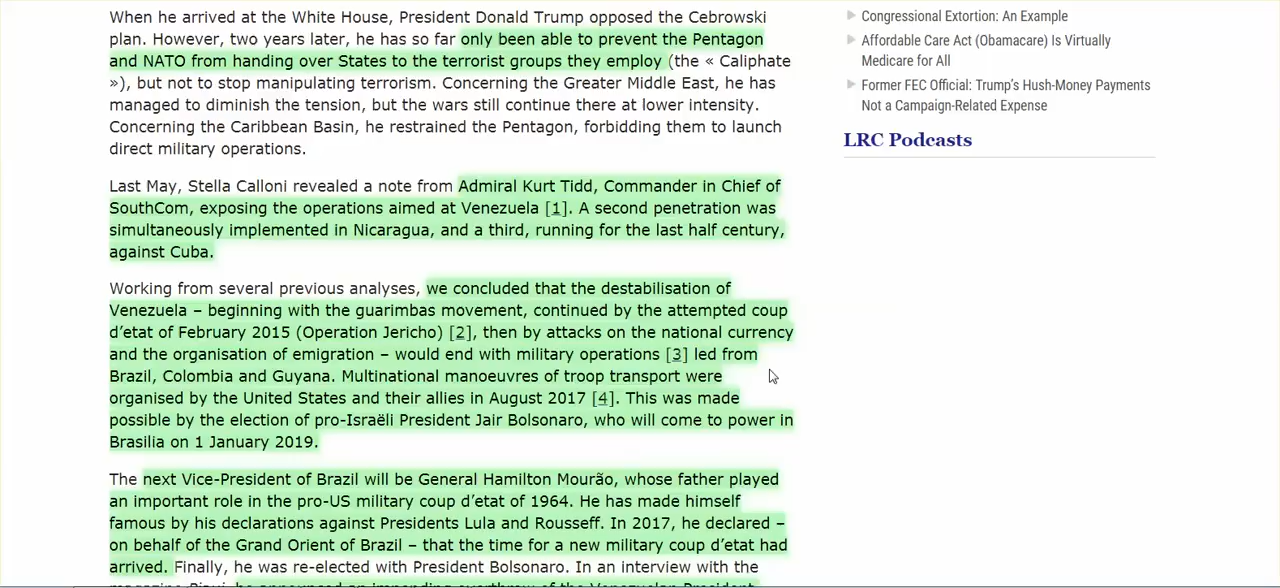 When he arrived at the White House, President Donald Trump opposed the Cebrowski
plan. However, two years later, he has so far only been able to prevent the Pentagon
and NATO from handing over States to the terrorist groups they employ (the « Caliphate
»), but not to stop manipulating terrorism. Concerning the Greater Middle East, he has
managed to diminish the tension, but the wars still continue there at lower intensity.
Concerning the Caribbean Basin, he restrained the Pentagon, forbidding them to launch
direct military operations.
Last May, Stella Calloni revealed a note from Admiral Kurt Tidd, Commander in Chief of
SouthCom, exposing the operations aimed at Venezuela [1]. A second penetration was
simultaneously implemented in Nicaragua, and a third, running for the last half century,
against Cuba.
Working from several previous analyses, we concluded that the destabilisation of
Venezuela – beginning with the guarimbas movement, continued by the attempted coup
d’etat of February 2015 (Operation Jericho) [2], then by attacks on the national currency
and the organisation of emigration – would end with military operations [3] led from
Brazil, Colombia and Guyana. Multinational manoeuvres of troop transport were
organised by the United States and their allies in August 2017 [4]. This was made
possible by the election of pro-Israëli President Jair Bolsonaro, who will come to power in
Brasilia on 1 January 2019.
The next Vice-President of Brazil will be General Hamilton Mourão, whose father played
an important role in the pro-US military coup d’etat of 1964. He has made himself
famous by his declarations against Presidents Lula and Rousseff. In 2017, he declared –
on behalf of the Grand Orient of Brazil – that the time for a new military coup d’etat had
arrived. Finally, he was re-elected with President Bolsonaro. In an interview with the
magazine Piaui, he announced an impending overthrow of the Venezuelan President
Congressional Extortion: An Example
Affordable Care Act (Obamacare) Is Virtually
Medicare for All
Former FEC Official: Trump’s Hush-Money Payments
Not a Campaign-Related Expense
LRC Podcasts